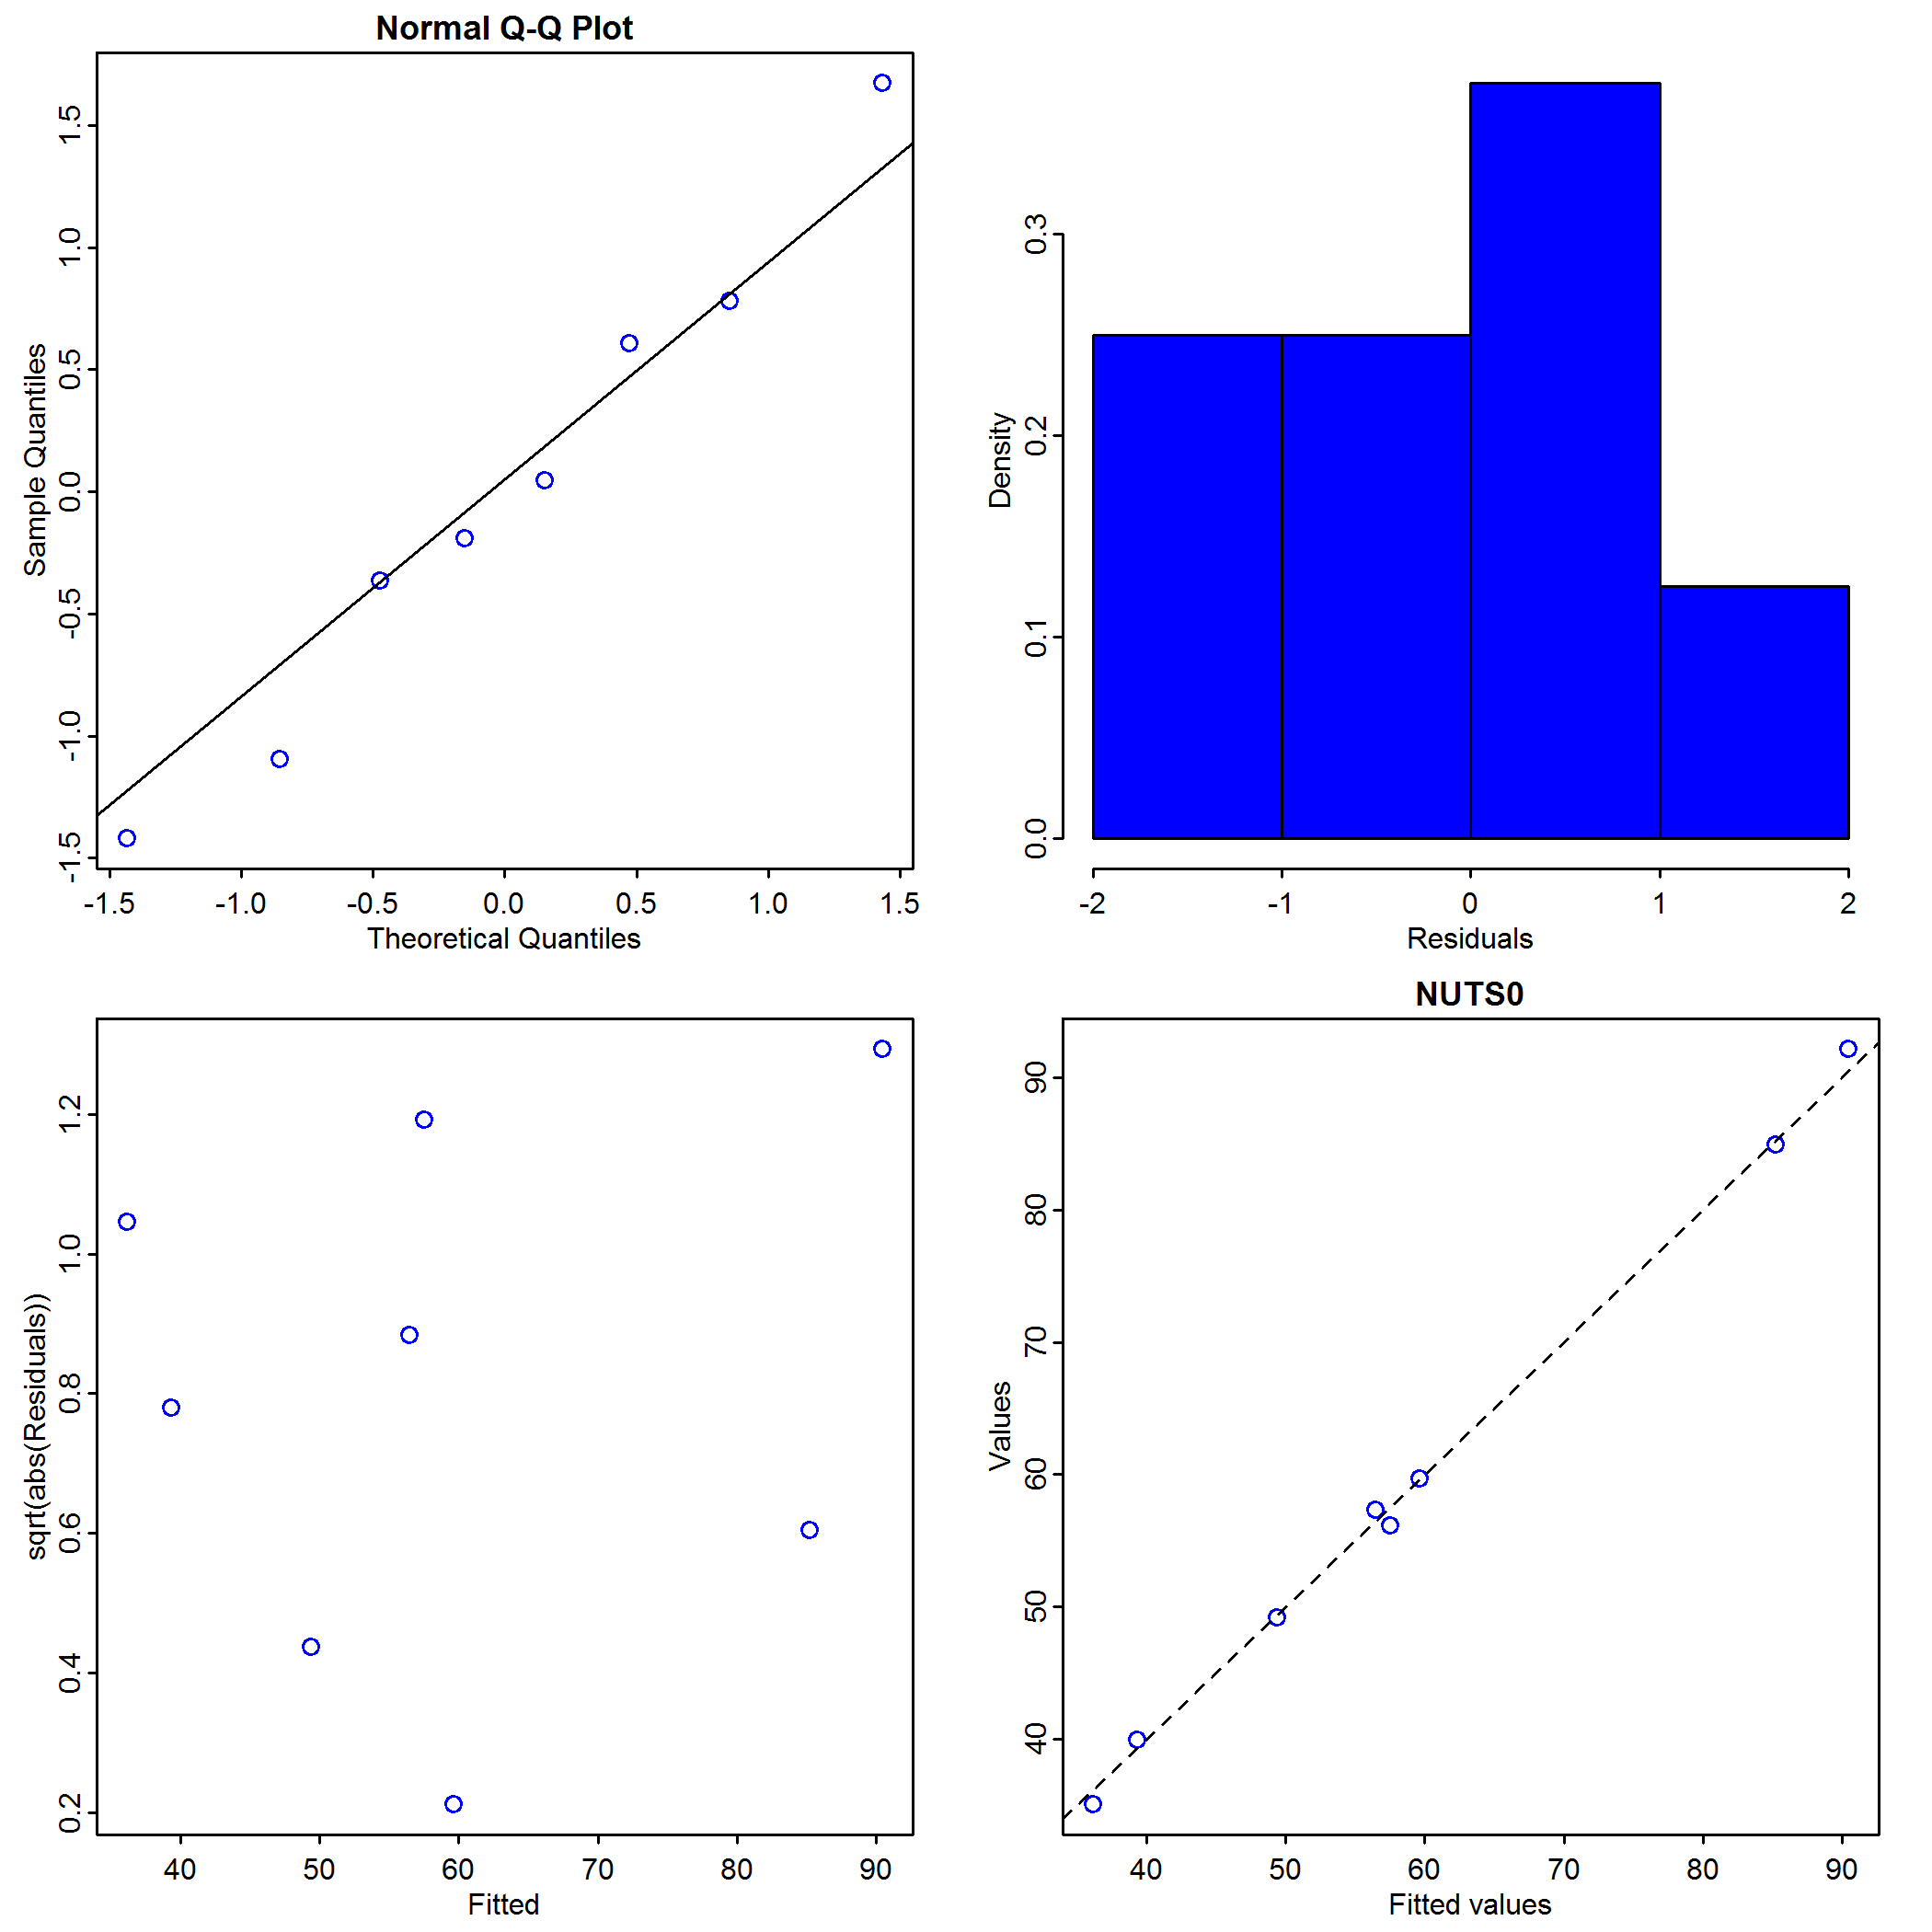 Normal Q-Q Plot
Sample Quantiles
1.5
1.0
0.5
0.0
-0.5
-1.0
-1.5
-1.5 -1.0 -0.5 0.0 0.5 1.0 1.5
Theoretical Quantiles
Density
0.3
0.2
0.1
0.0
-2 -1 0 1 2
Residuals
sqrt(abs(Residuals))
1.2
1.0
0.8
0.6
0.4
0.2
40 50 60 70 80 90
Fitted
NUTS0
Values
90
80
70
60
50
40
40 50 60 70 80 90
Fitted values